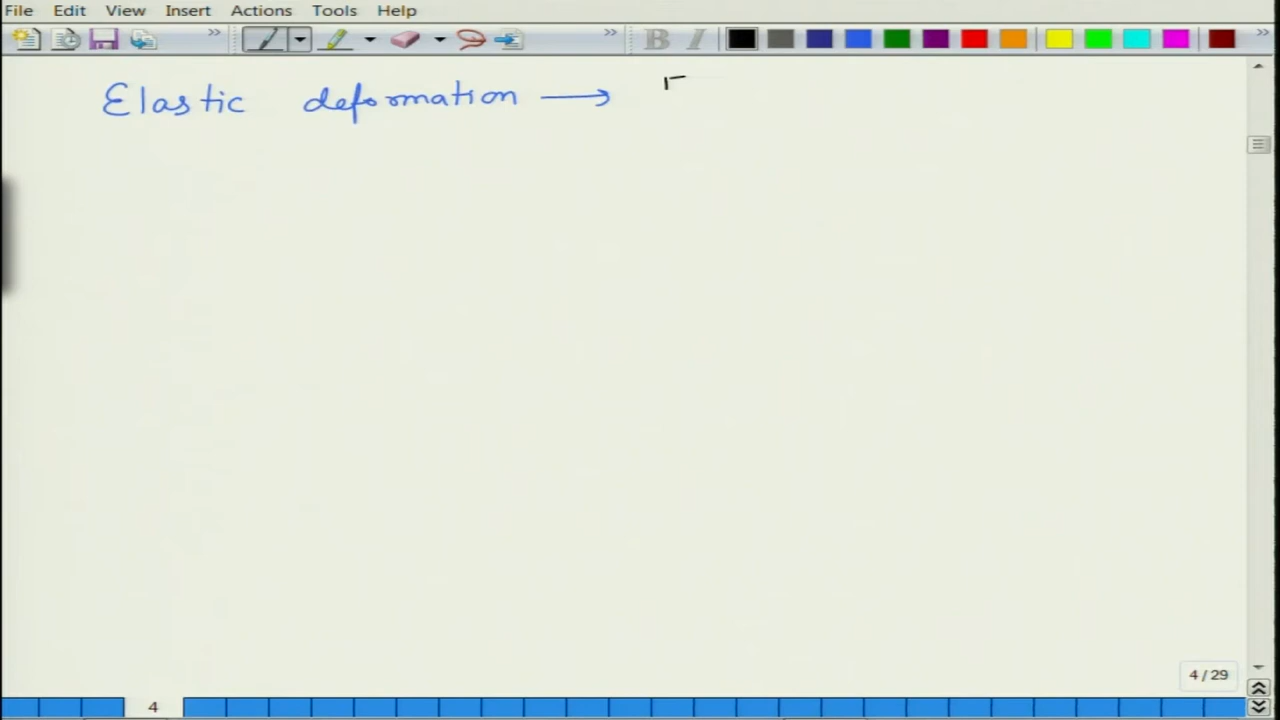 File Edit View Insert Actions Tools Help
B I
Elastic deformation →
4 / 29
4